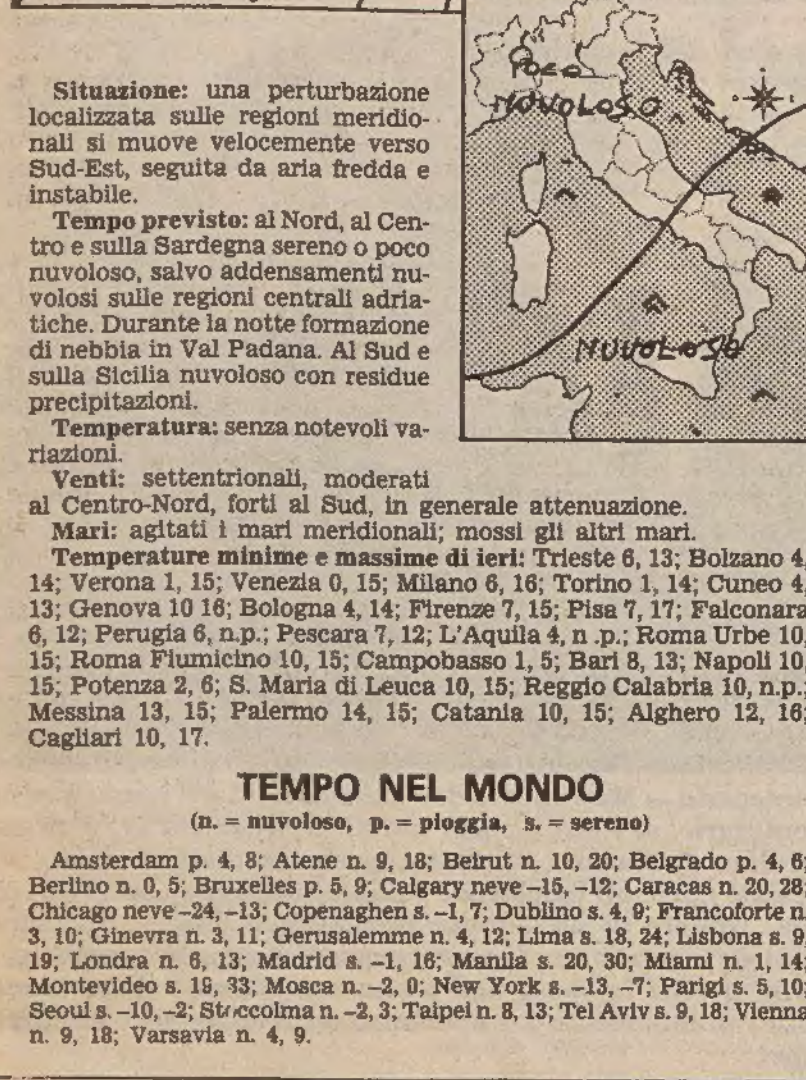 POCO
NUVOLOSO
NUVOLOSO
Situazione: una perturbazione
localizzata sulle regioni meridio-
nali si muove velocemente verso
Sud-Est, seguita da aria fredda e
instabile.
Tempo previsto: al Nord, al Cen-
tro e sulla Sardegna sereno o poco
nuvoloso, salvo addensamenti nu-
volosi sulle regioni centrali adria-
tiche. Durante la notte formazione
di nebbia in Val Padana. Al Sud e
sulla Sicilia nuvoloso con residue
precipitazioni.
Temperatura: senza notevoli va-
riazioni.
Venti: settentrionali, moderati
al Centro-Nord, forti al Sud, in generale attenuazione.
Mari: agitati i mari meridionali; mossi gli altri mari.
Temperature minime e massime di ieri: Trieste 6, 13; Bolzano 4,
14; Verona 1, 15; Venezia 0, 15; Milano 6, 16; Torino 1, 14; Cuneo 4,
13; Genova 10 16; Bologna 4, 14; Firenze 7, 15; Pisa 7, 17; Falconara
6, 12; Perugia 6, n.p.; Pescara 7, 12; L'Aquila 4, n .p.; Roma Urbe 10,
15; Roma Fiumicino 10, 15; Campobasso 1, 5; Bari 8, 13; Napoli 10,
15; Potenza 2, 6; S. Maria di Leuca 10, 15; Reggio Calabria 10, n.p.;
Messina 13, 15; Palermo 14, 15; Catania 10, 15; Alghero 12, 16;
Cagliari 10, 17.
TEMPO NEL MONDO
(n. = nuvoloso, p. = pioggia, s. = sereno)
Amsterdam p. 4, 8; Atene n. 9, 18; Beirut n. 10, 20; Belgrado p. 4, 6;
Berlino n. 0, 5; Bruxelles p. 5, 9; Calgary neve –15, –12; Caracas n. 20, 28;
Chicago neve –24, –13; Copenaghen s. –1, 7; Dublino s. 4, 9; Francoforte n.
3, 10; Ginevra n. 3, 11; Gerusalemme n. 4, 12; Lima s. 18, 24; Lisbona s. 9,
19; Londra n. 6, 13; Madrid s. –1, 16; Manila s. 20, 30; Miami n. 1, 14;
Montevideo s. 19, 33; Mosca n. –2, 0; New York s. –13, –7; Parigi s. 5, 10;
Seoul s. –10, –2; Stoccolma n. –2, 3; Taipei n. 8, 13; Tel Aviv s. 9, 18; Vienna
n. 9, 18; Varsavia n. 4, 9.